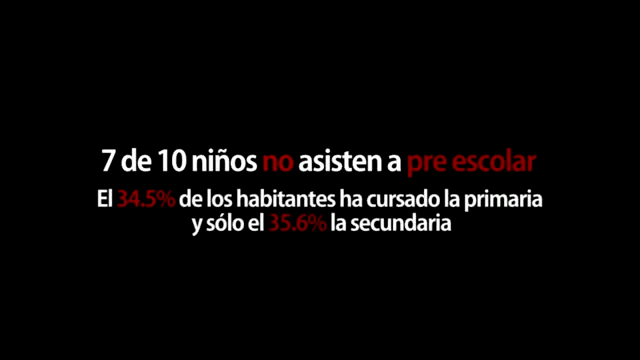 7 de 10 niños no asisten a pre escolar
El 34.5% de los habitantes ha cursado la primaria
y sólo el 35.6% la secundaria